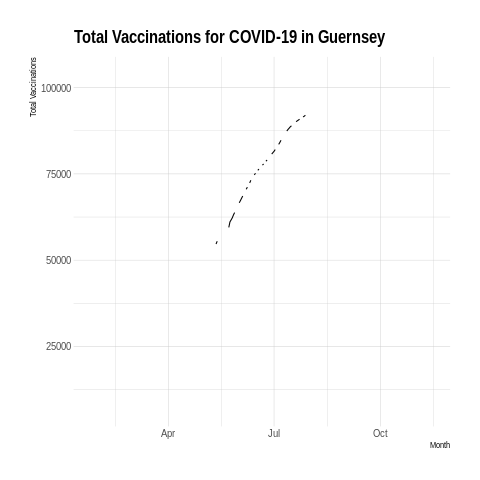 Total Vaccinations for COVID-19 in Guernsey
Total Vaccinations
100000
75000
50000
25000
Apr Jul Oct
Month